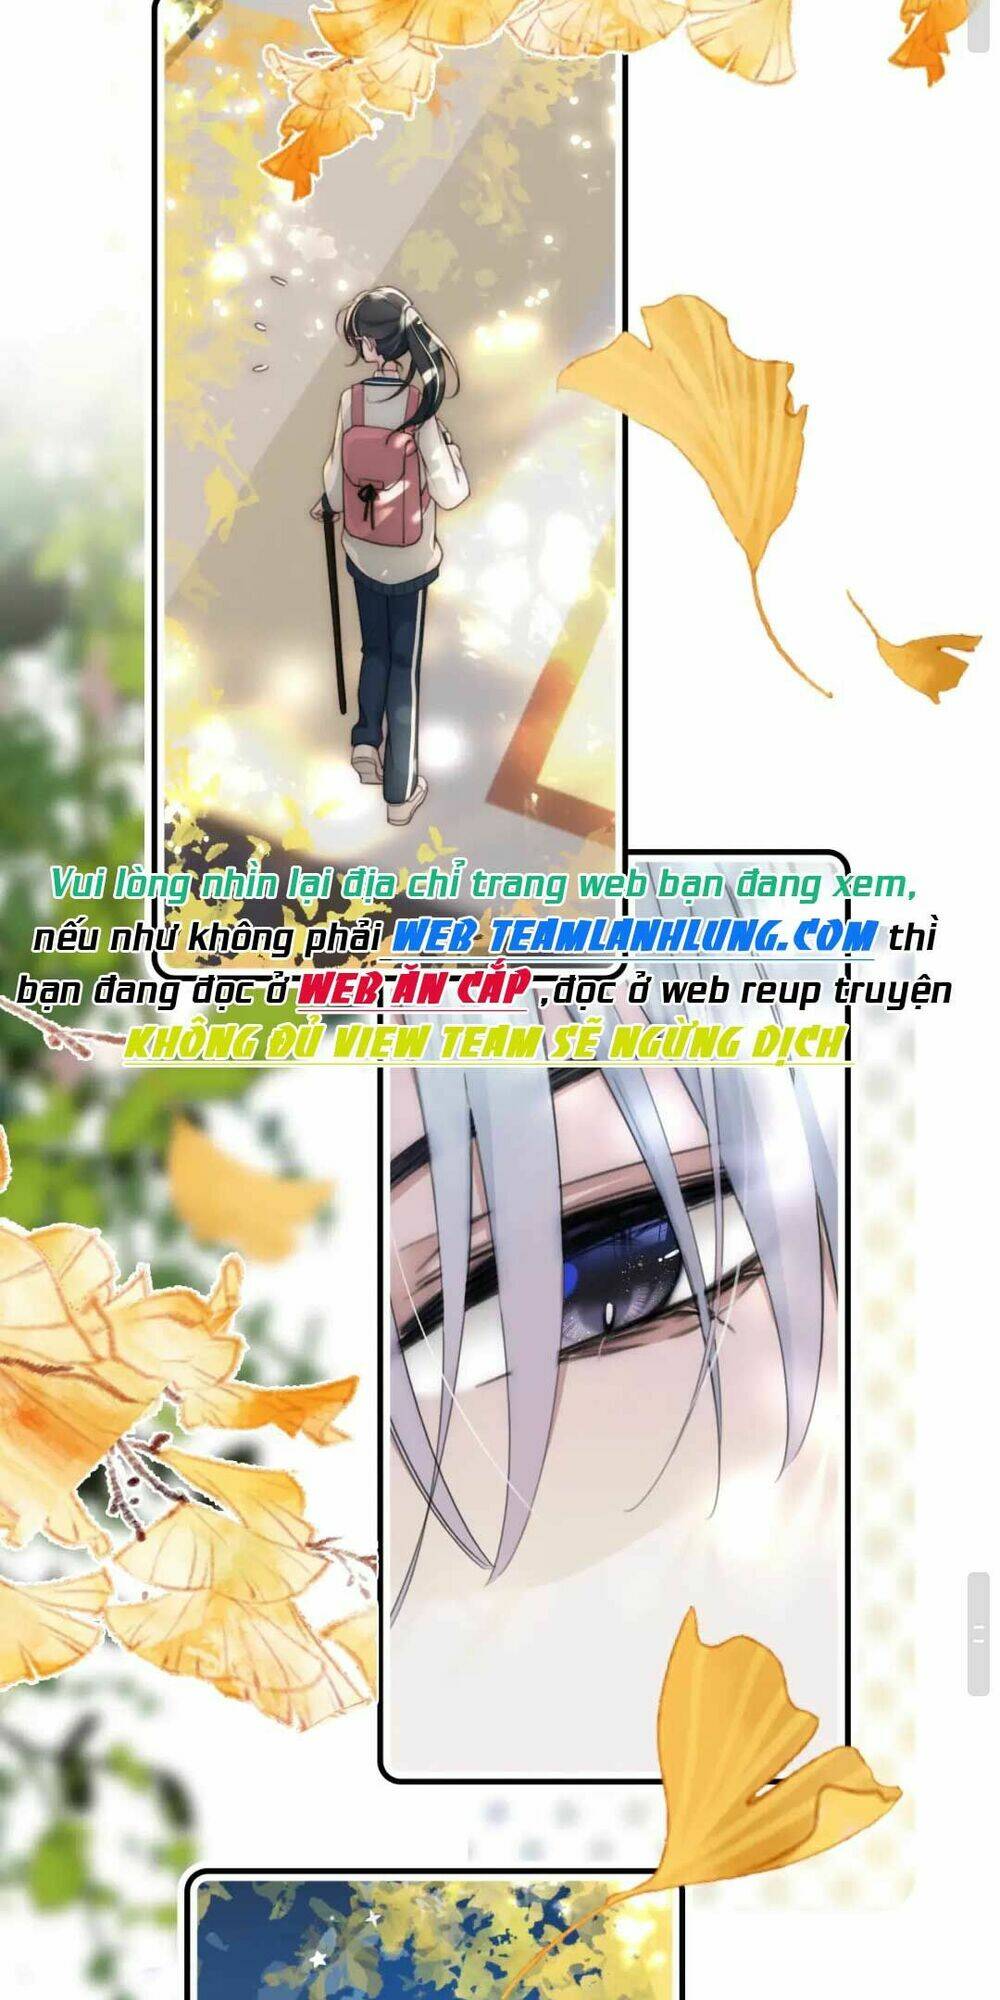 Vui lòng nhìn lại địa chỉ trang web bạn đang xem,
nếu như không phải WEB TEAMLANHLUNG.COM thì
bạn đang đọc ở WEB ĂN CẮP ,đọc ở web reup truyện
KHÔNG ĐỦ VIEW TEAM SẼ NGỪNG DỊCH